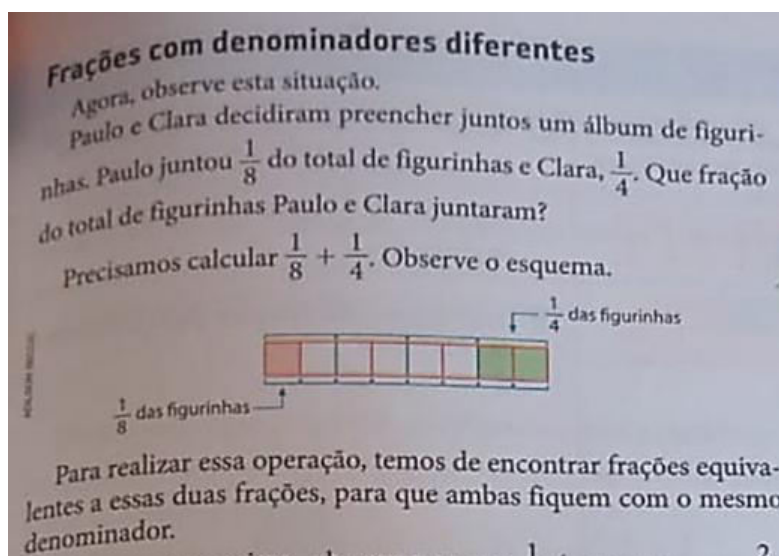 Frações com denominadores diferentes
Agora, observe esta situação.
Paulo e Clara decidiram preencher juntos um álbum de figuri-
nhas. Paulo juntou 1/8 do total de figurinhas e Clara, 1/4. Que fração
do total de figurinhas Paulo e Clara juntaram?
Precisamos calcular 1/8 + 1/4. Observe o esquema.
1/4 das figurinhas
1/8 das figurinhas
Para realizar essa operação, temos de encontrar frações equiva-
lentes a essas duas frações, para que ambas fiquem com o mesmo
denominador.